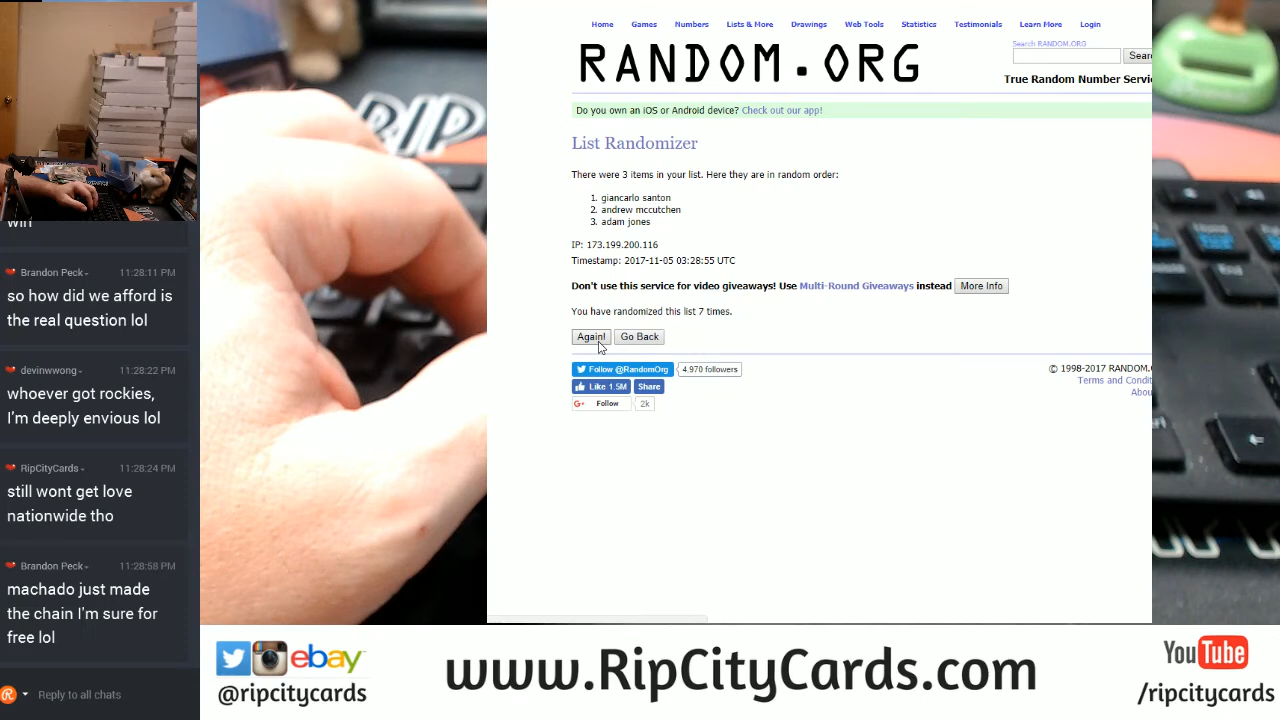 win
Brandon Peck
11:28:11 PM
so how did we afford is
the real question lol
devinwwong
11:28:22 PM
whoever got rockies,
I'm deeply envious lol
RipCityCards
11:28:24 PM
still wont get love
nationwide tho
Brandon Peck
11:28:58 PM
machado just made
the chain I'm sure for
free lol
Reply to all chats
RIP
Home Games Numbers Lists & More Drawings Web Tools Statistics Testimonials Learn More Login
RANDOM.ORG
Search RANDOM.ORG
Sear
True Random Number Servi
Do you own an iOS or Android device? Check out our app!
List Randomizer
There were 3 items in your list. Here they are in random order:
1. giancarlo santon
2. andrew mccutchen
3. adam jones
IP: 173.199.200.116
Timestamp: 2017-11-05 03:28:55 UTC
Don't use this service for video giveaways! Use Multi-Round Giveaways instead More Info
You have randomized this list 7 times.
Again! Go Back
Follow @RandomOrg 4,970 followers
Like 1.5M Share
G+ Follow 2k
© 1998-2017 RANDOM.
Terms and Condit
Abou
ebay
@ripcitycards
www.RipCityCards.com
YouTube
/ripcitycards